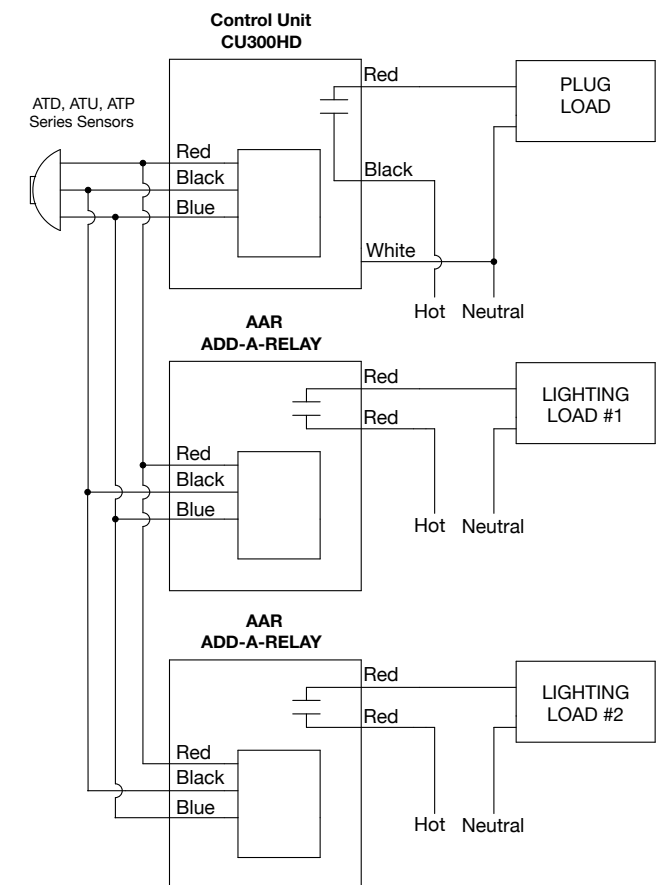 Control Unit
CU300HD
ATD, ATU, ATP
Series Sensors
Red
PLUG
LOAD
Red
Black
Blue
Black
White
Hot Neutral
AAR
ADD-A-RELAY
Red
LIGHTING
LOAD #1
Red
Red
Black
Blue
Hot Neutral
AAR
ADD-A-RELAY
Red
LIGHTING
LOAD #2
Red
Red
Black
Blue
Hot Neutral